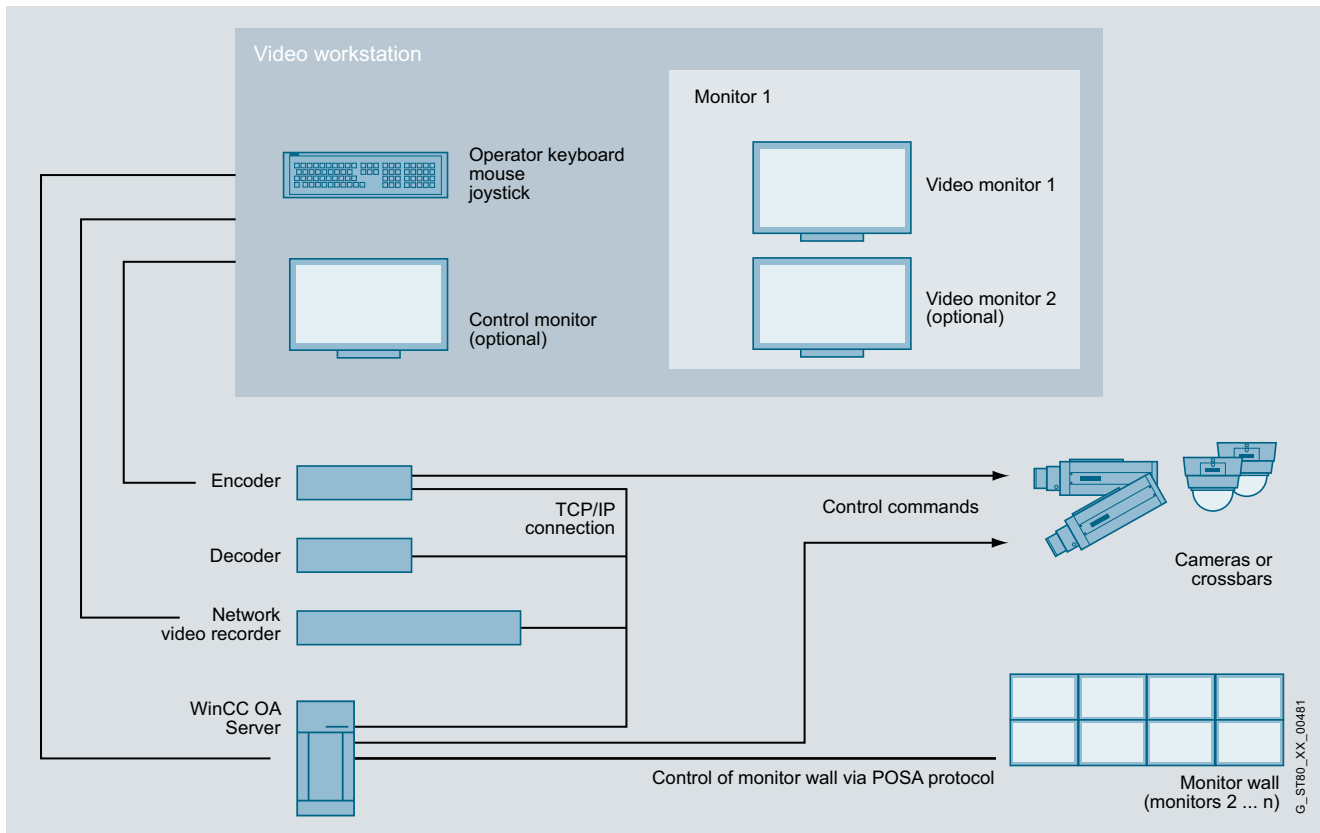 Video workstation
Monitor 1
Operator keyboard
mouse
joystick
Video monitor 1
Control monitor
(optional)
Video monitor 2
(optional)
Encoder
TCP/IP
connection
Control commands
Decoder
Cameras or
crossbars
Network
video recorder
WinCC OA
Server
Control of monitor wall via POSA protocol
Monitor wall
(monitors 2 ... n)
G_ST80_XX_00481